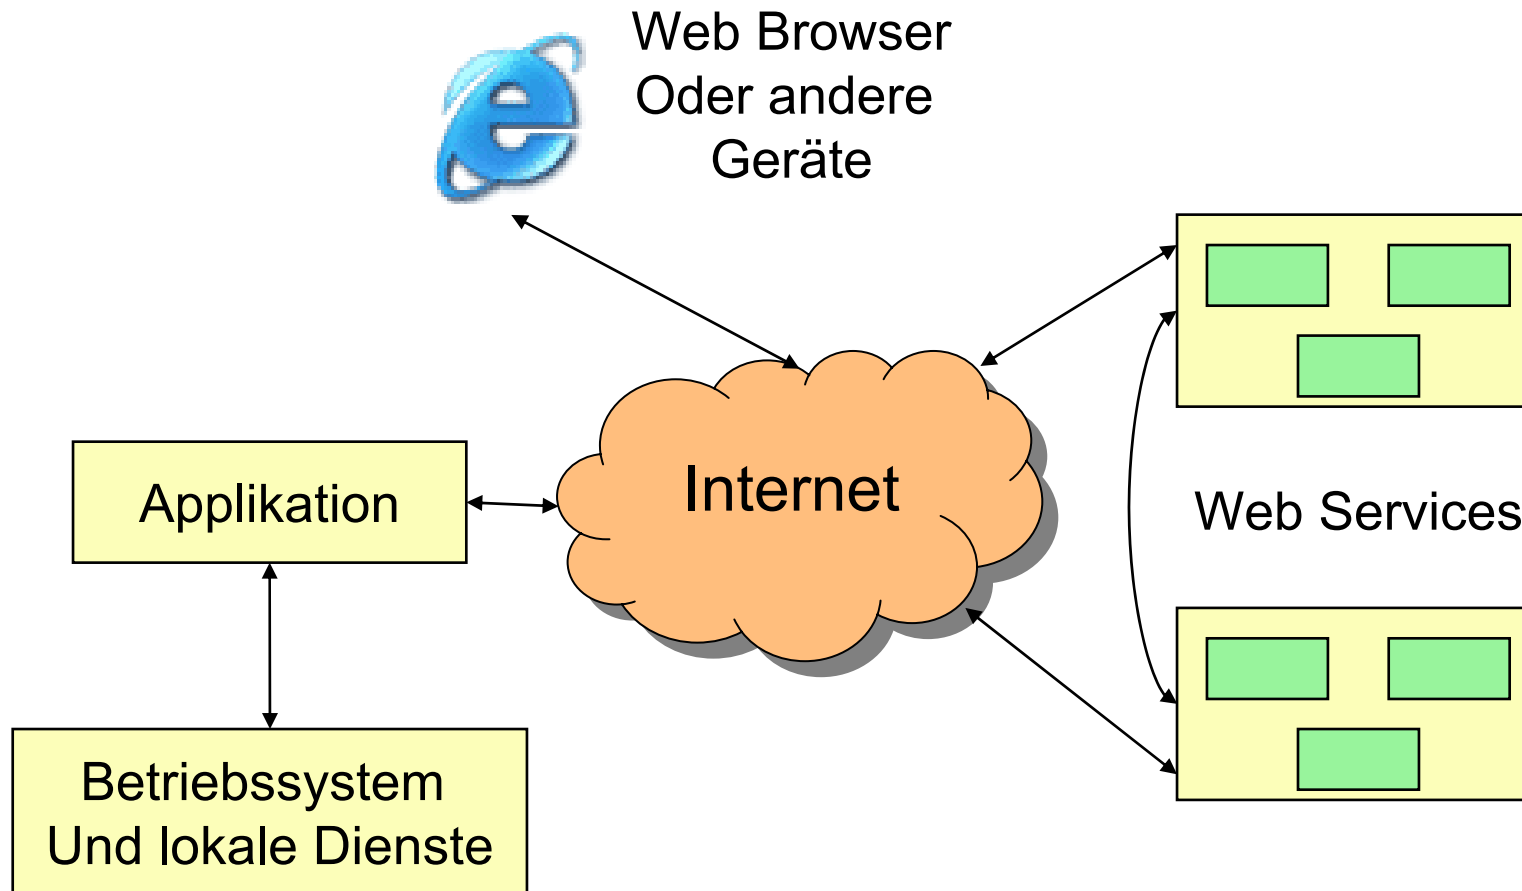 Web Browser
Oder andere
Geräte
Applikation
Internet
Web Services
Betriebssystem
Und lokale Dienste